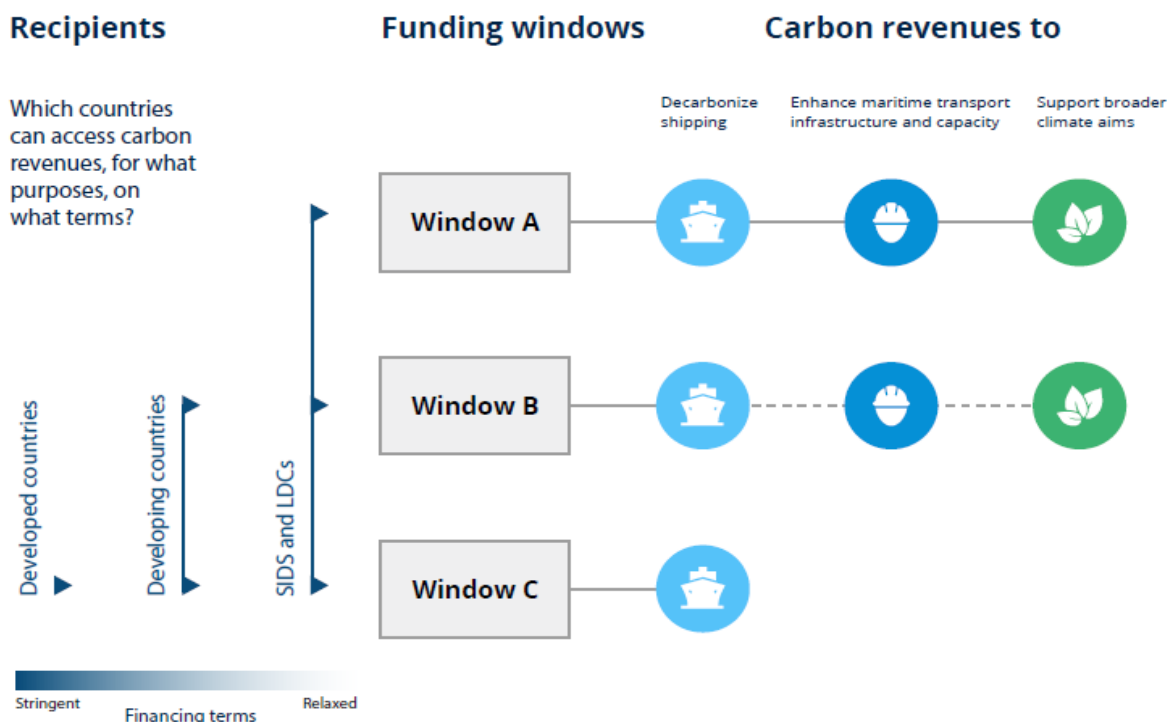 Recipients
Funding windows
Carbon revenues to
Which countries
can access carbon
revenues, for what
purposes, on
what terms?
Decarbonize
shipping
Enhance maritime transport
infrastructure and capacity
Support broader
climate aims
Window A
Window B
Window C
Developed countries
Developing countries
SIDS and LDCs
Stringent
Relaxed
Financing terms